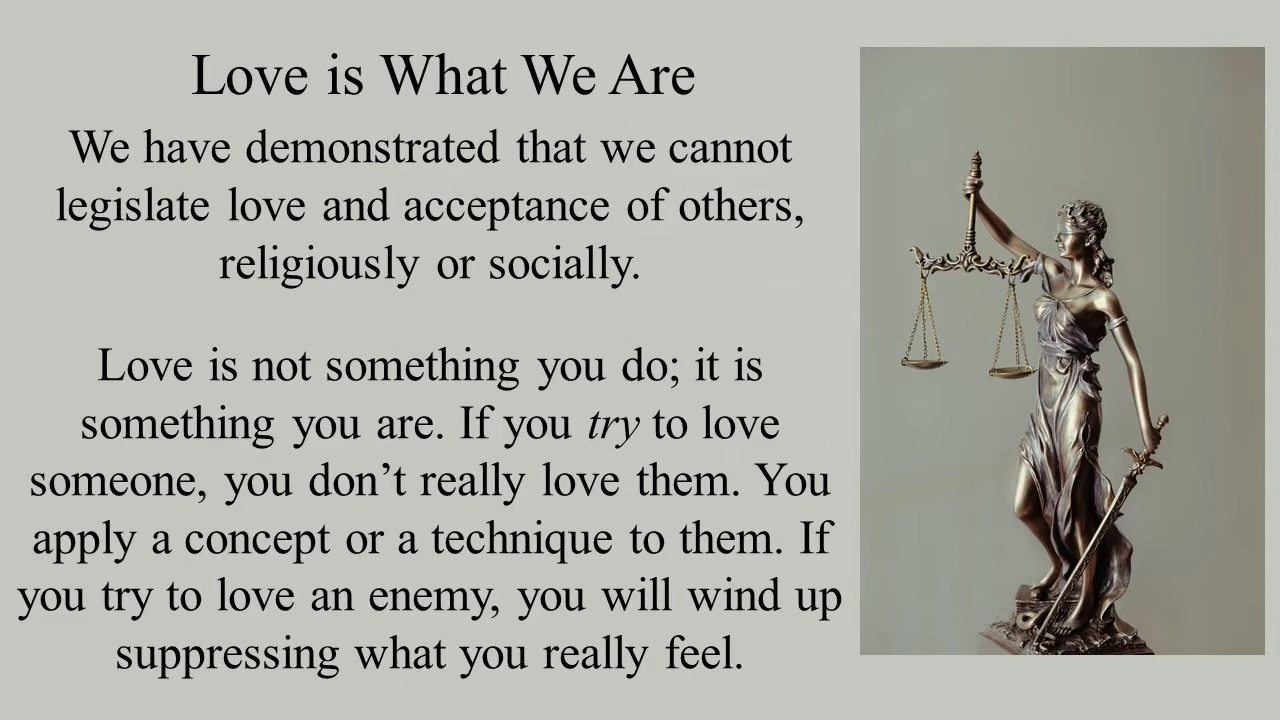 Love is What We Are
We have demonstrated that we cannot
legislate love and acceptance of others,
religiously or socially.
Love is not something you do; it is
something you are. If you try to love
someone, you don’t really love them. You
apply a concept or a technique to them. If
you try to love an enemy, you will wind up
suppressing what you really feel.